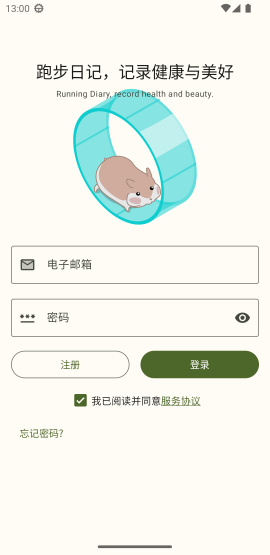 13:00
跑步日记，记录健康与美好
Running Diary, record health and beauty.
电子邮箱
密码
注册
登录
我已阅读并同意服务协议
忘记密码?